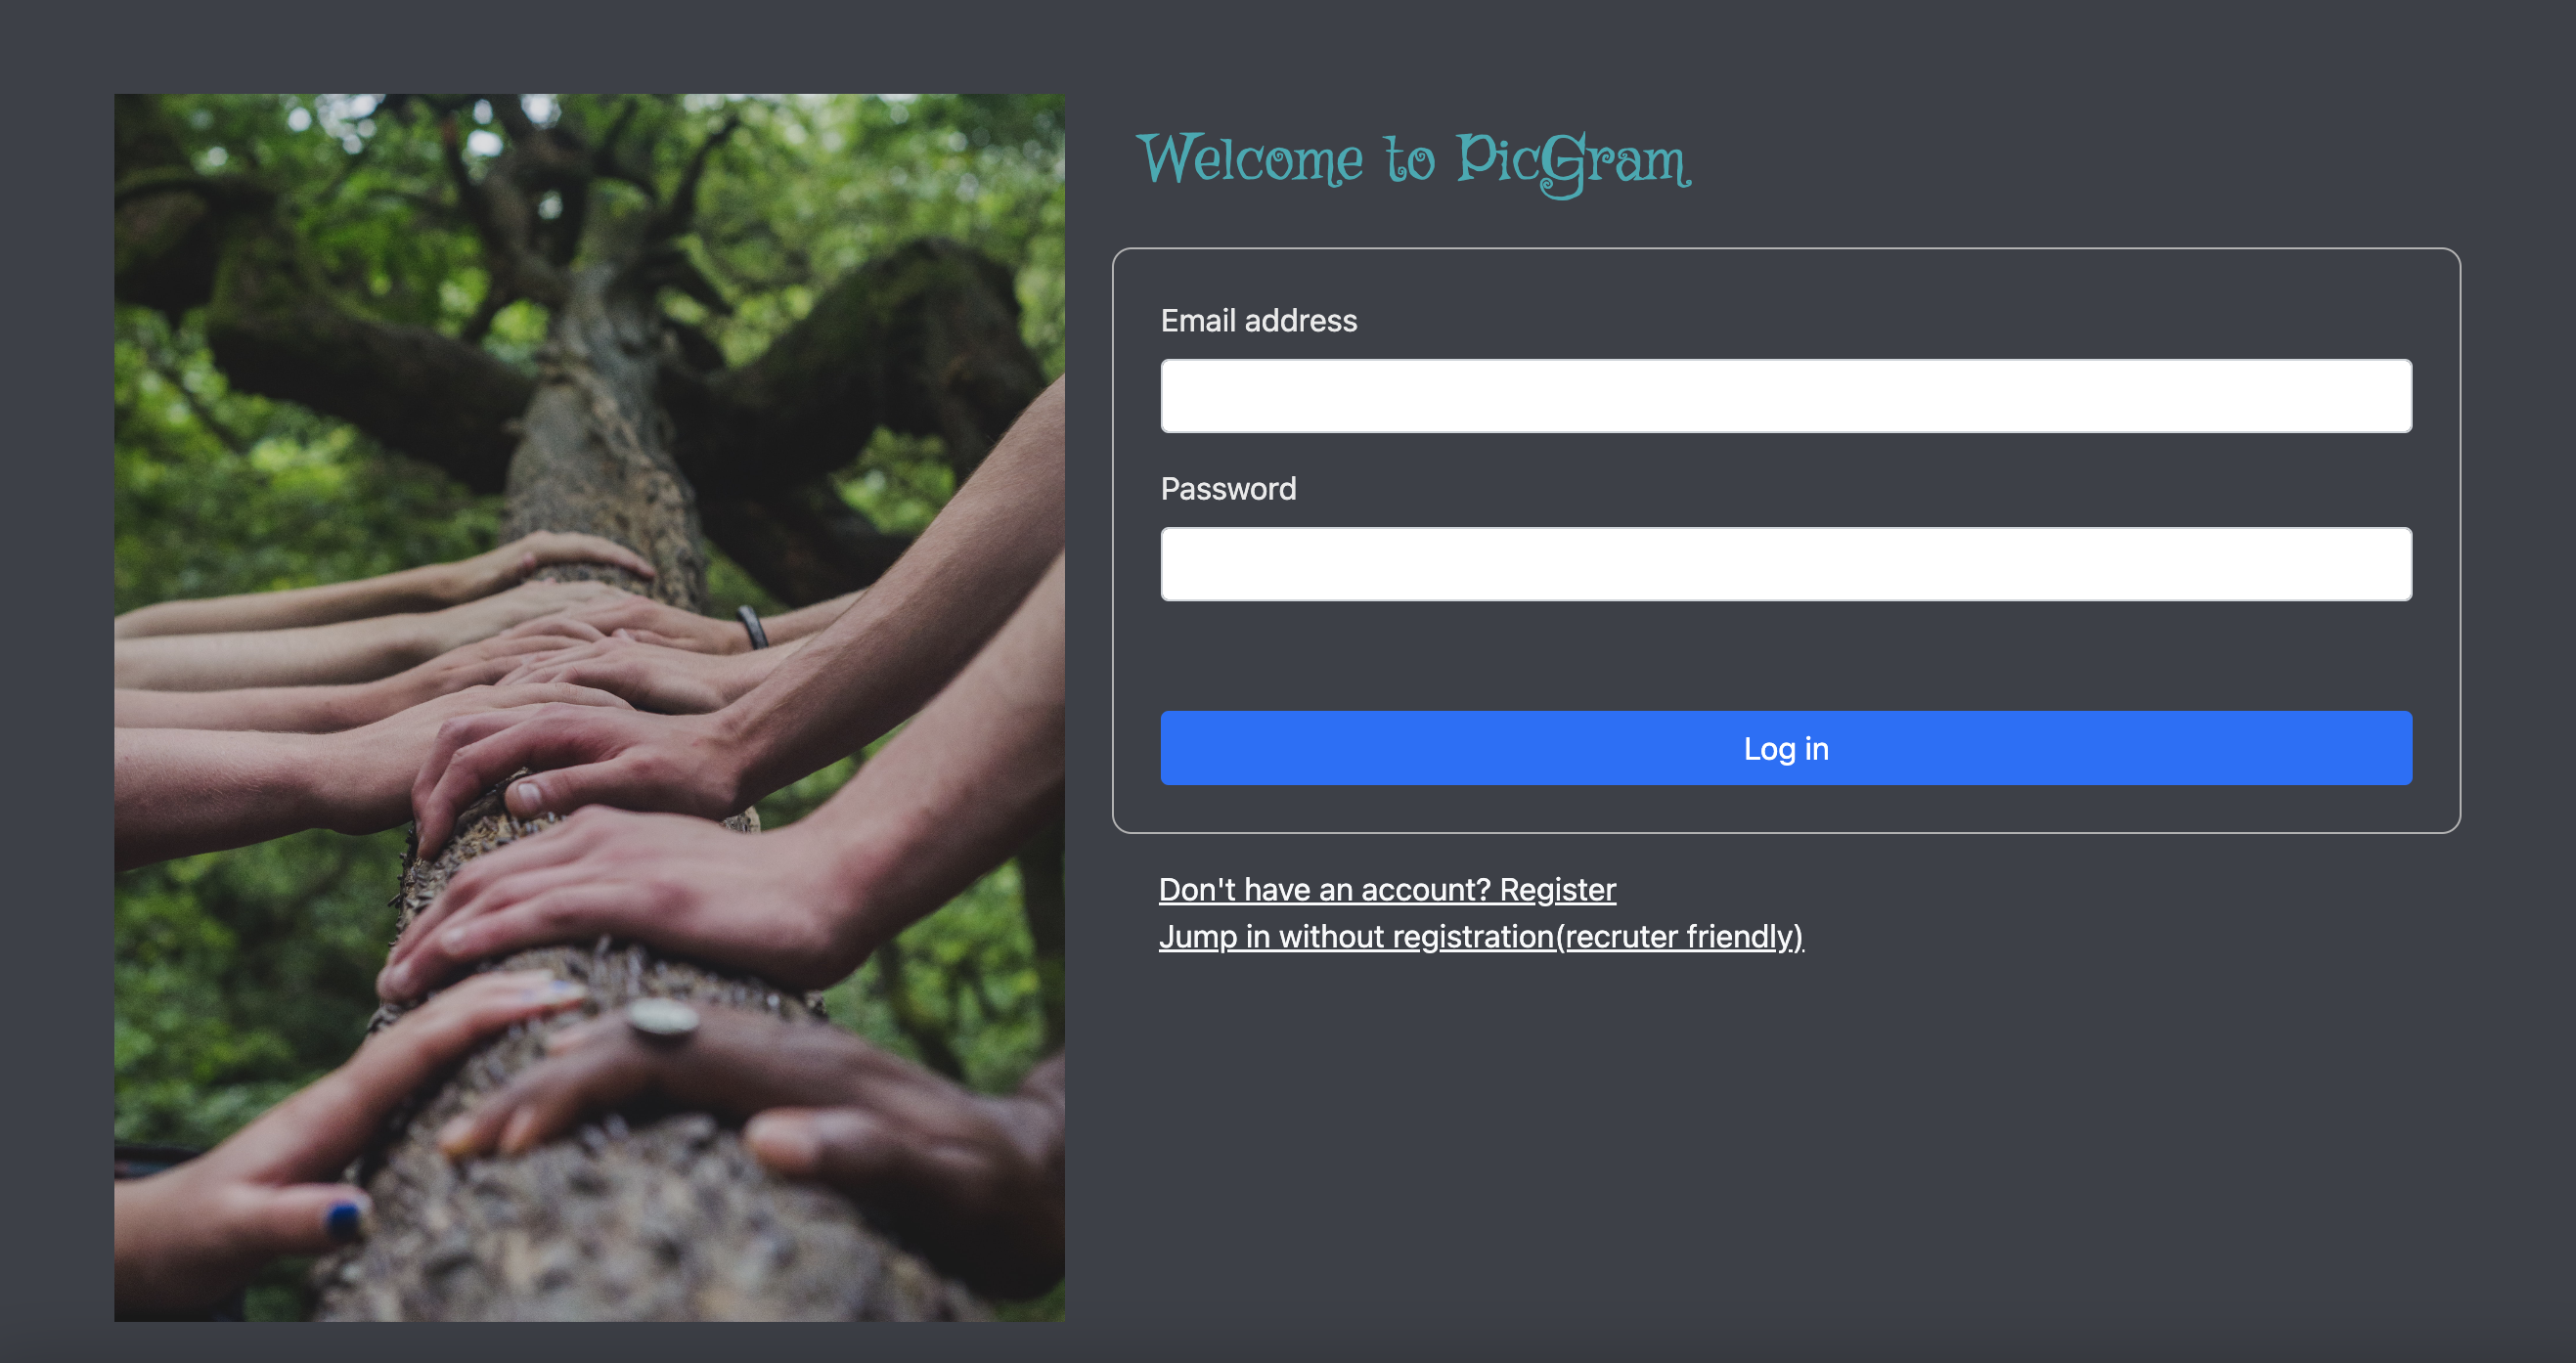 Welcome to PicGram
Email address
Password
Log in
Don't have an account? Register
Jump in without registration(recruter friendly)